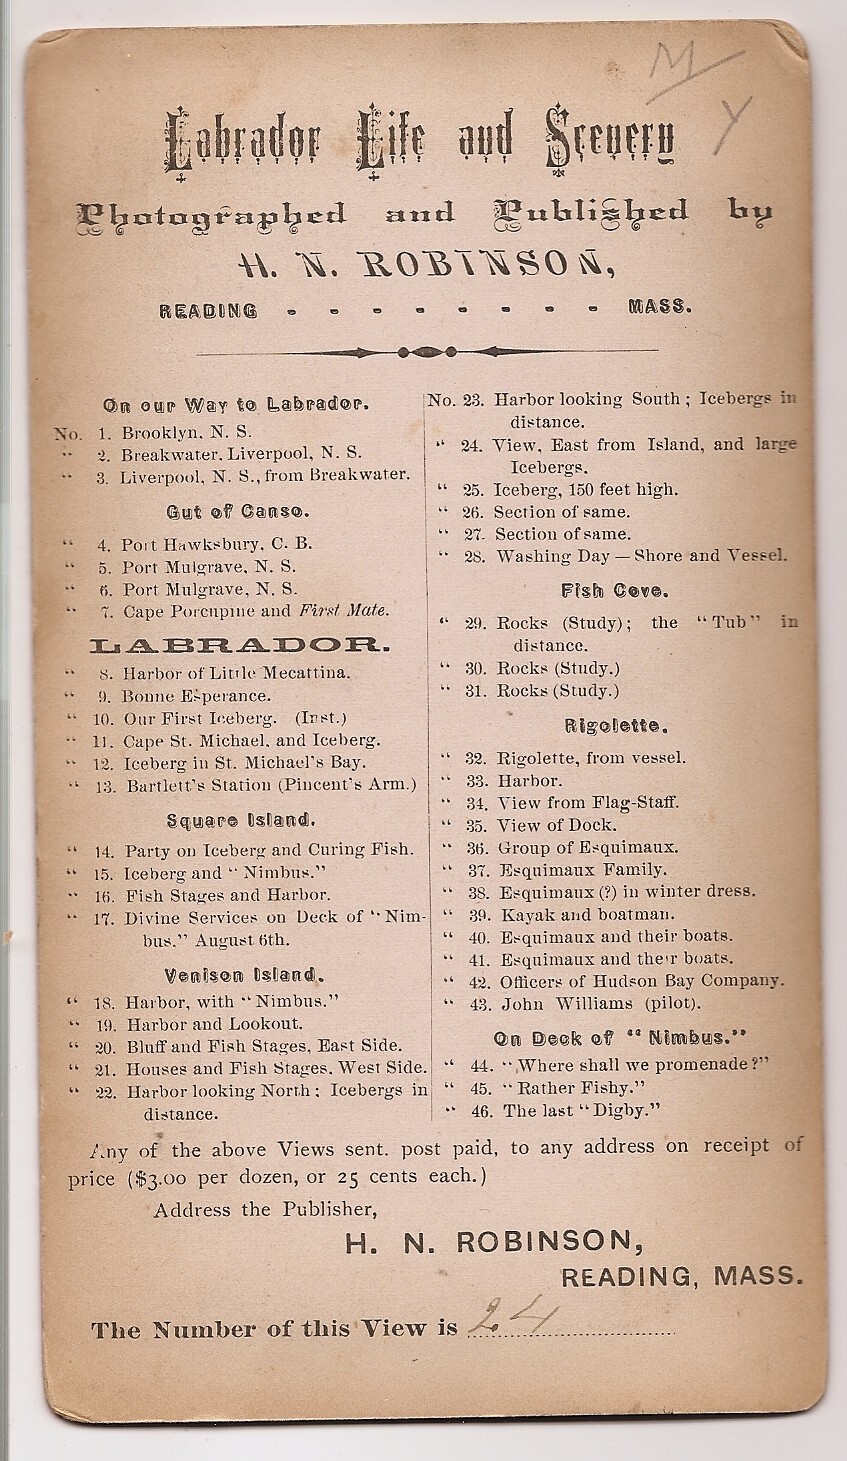 M
Y
Labrador Life and Scenery
Photographed and Published by
H. N. ROBINSON,
READING - - - - - - - - MASS.
On our Way to Labrador.
No. 1. Brooklyn, N. S.
" 2. Breakwater, Liverpool, N. S.
" 3. Liverpool, N. S., from Breakwater.
Gut of Canso.
" 4. Port Hawksbury, C. B.
" 5. Port Mulgrave, N. S.
" 6. Port Mulgrave, N. S.
" 7. Cape Porcupine and First Mate.
LABRADOR.
" 8. Harbor of Little Mecattina.
" 9. Bonne Esperance.
" 10. Our First Iceberg. (Inst.)
" 11. Cape St. Michael, and Iceberg.
" 12. Iceberg in St. Michael's Bay.
" 13. Bartlett's Station (Pincent's Arm.)
Square Island.
" 14. Party on Iceberg and Curing Fish.
" 15. Iceberg and "Nimbus."
" 16. Fish Stages and Harbor.
" 17. Divine Services on Deck of "Nim-
bus." August 6th.
Venison Island.
" 18. Harbor, with "Nimbus."
" 19. Harbor and Lookout.
" 20. Bluff and Fish Stages, East Side.
" 21. Houses and Fish Stages, West Side.
" 22. Harbor looking North; Icebergs in
distance.
No. 23. Harbor looking South; Icebergs in
distance.
" 24. View, East from Island, and large
Icebergs.
" 25. Iceberg, 150 feet high.
" 26. Section of same.
" 27. Section of same.
" 28. Washing Day — Shore and Vessel.
Fish Cove.
" 29. Rocks (Study); the "Tub" in
distance.
" 30. Rocks (Study.)
" 31. Rocks (Study.)
Rigolette.
" 32. Rigolette, from vessel.
" 33. Harbor.
" 34. View from Flag-Staff.
" 35. View of Dock.
" 36. Group of Esquimaux.
" 37. Esquimaux Family.
" 38. Esquimaux (?) in winter dress.
" 39. Kayak and boatman.
" 40. Esquimaux and their boats.
" 41. Esquimaux and their boats.
" 42. Officers of Hudson Bay Company.
" 43. John Williams (pilot).
On Deck of "Nimbus."
" 44. "Where shall we promenade?"
" 45. "Rather Fishy."
" 46. The last "Digby."
Any of the above Views sent, post paid, to any address on receipt of
price ($3.00 per dozen, or 25 cents each.)
Address the Publisher,
H. N. ROBINSON,
READING, MASS.
The Number of this View is 24